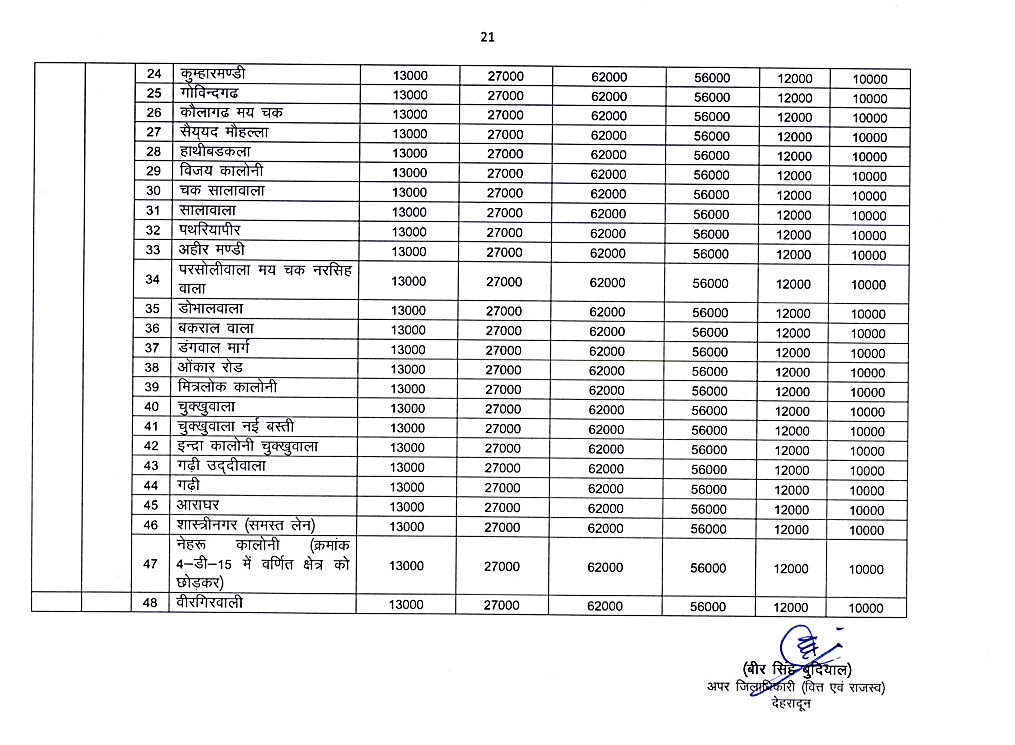 21
24 कुम्हारमण्डी 13000 27000 62000 56000 12000 10000
25 गोविन्दगढ 13000 27000 62000 56000 12000 10000
26 कौलागढ मय चक 13000 27000 62000 56000 12000 10000
27 सैय्यद मौहल्ला 13000 27000 62000 56000 12000 10000
28 हाथीबडकला 13000 27000 62000 56000 12000 10000
29 विजय कालोनी 13000 27000 62000 56000 12000 10000
30 चक सालावाला 13000 27000 62000 56000 12000 10000
31 सालावाला 13000 27000 62000 56000 12000 10000
32 पथरियापीर 13000 27000 62000 56000 12000 10000
33 अहीर मण्डी 13000 27000 62000 56000 12000 10000
34 परसोलीवाला मय चक नरसिह
वाला 13000 27000 62000 56000 12000 10000
35 डोभालवाला 13000 27000 62000 56000 12000 10000
36 बकराल वाला 13000 27000 62000 56000 12000 10000
37 डंगवाल मार्ग 13000 27000 62000 56000 12000 10000
38 ओंकार रोड 13000 27000 62000 56000 12000 10000
39 मित्रलोक कालोनी 13000 27000 62000 56000 12000 10000
40 चुक्खुवाला 13000 27000 62000 56000 12000 10000
41 चुक्खुवाला नई बस्ती 13000 27000 62000 56000 12000 10000
42 इन्द्रा कालोनी चुक्खुवाला 13000 27000 62000 56000 12000 10000
43 गढ़ी उद्दीवाला 13000 27000 62000 56000 12000 10000
44 गढ़ी 13000 27000 62000 56000 12000 10000
45 आराघर 13000 27000 62000 56000 12000 10000
46 शास्त्रीनगर (समस्त लेन) 13000 27000 62000 56000 12000 10000
नेहरू कालोनी (क्रमांक
47 4–डी–15 में वर्णित क्षेत्र को 13000 27000 62000 56000 12000 10000
छोड़कर)
48 वीरगिरवाली 13000 27000 62000 56000 12000 10000
(बीर सिंह बुदियाल)
अपर जिलाधिकारी (वित्त एवं राजस्व)
देहरादून